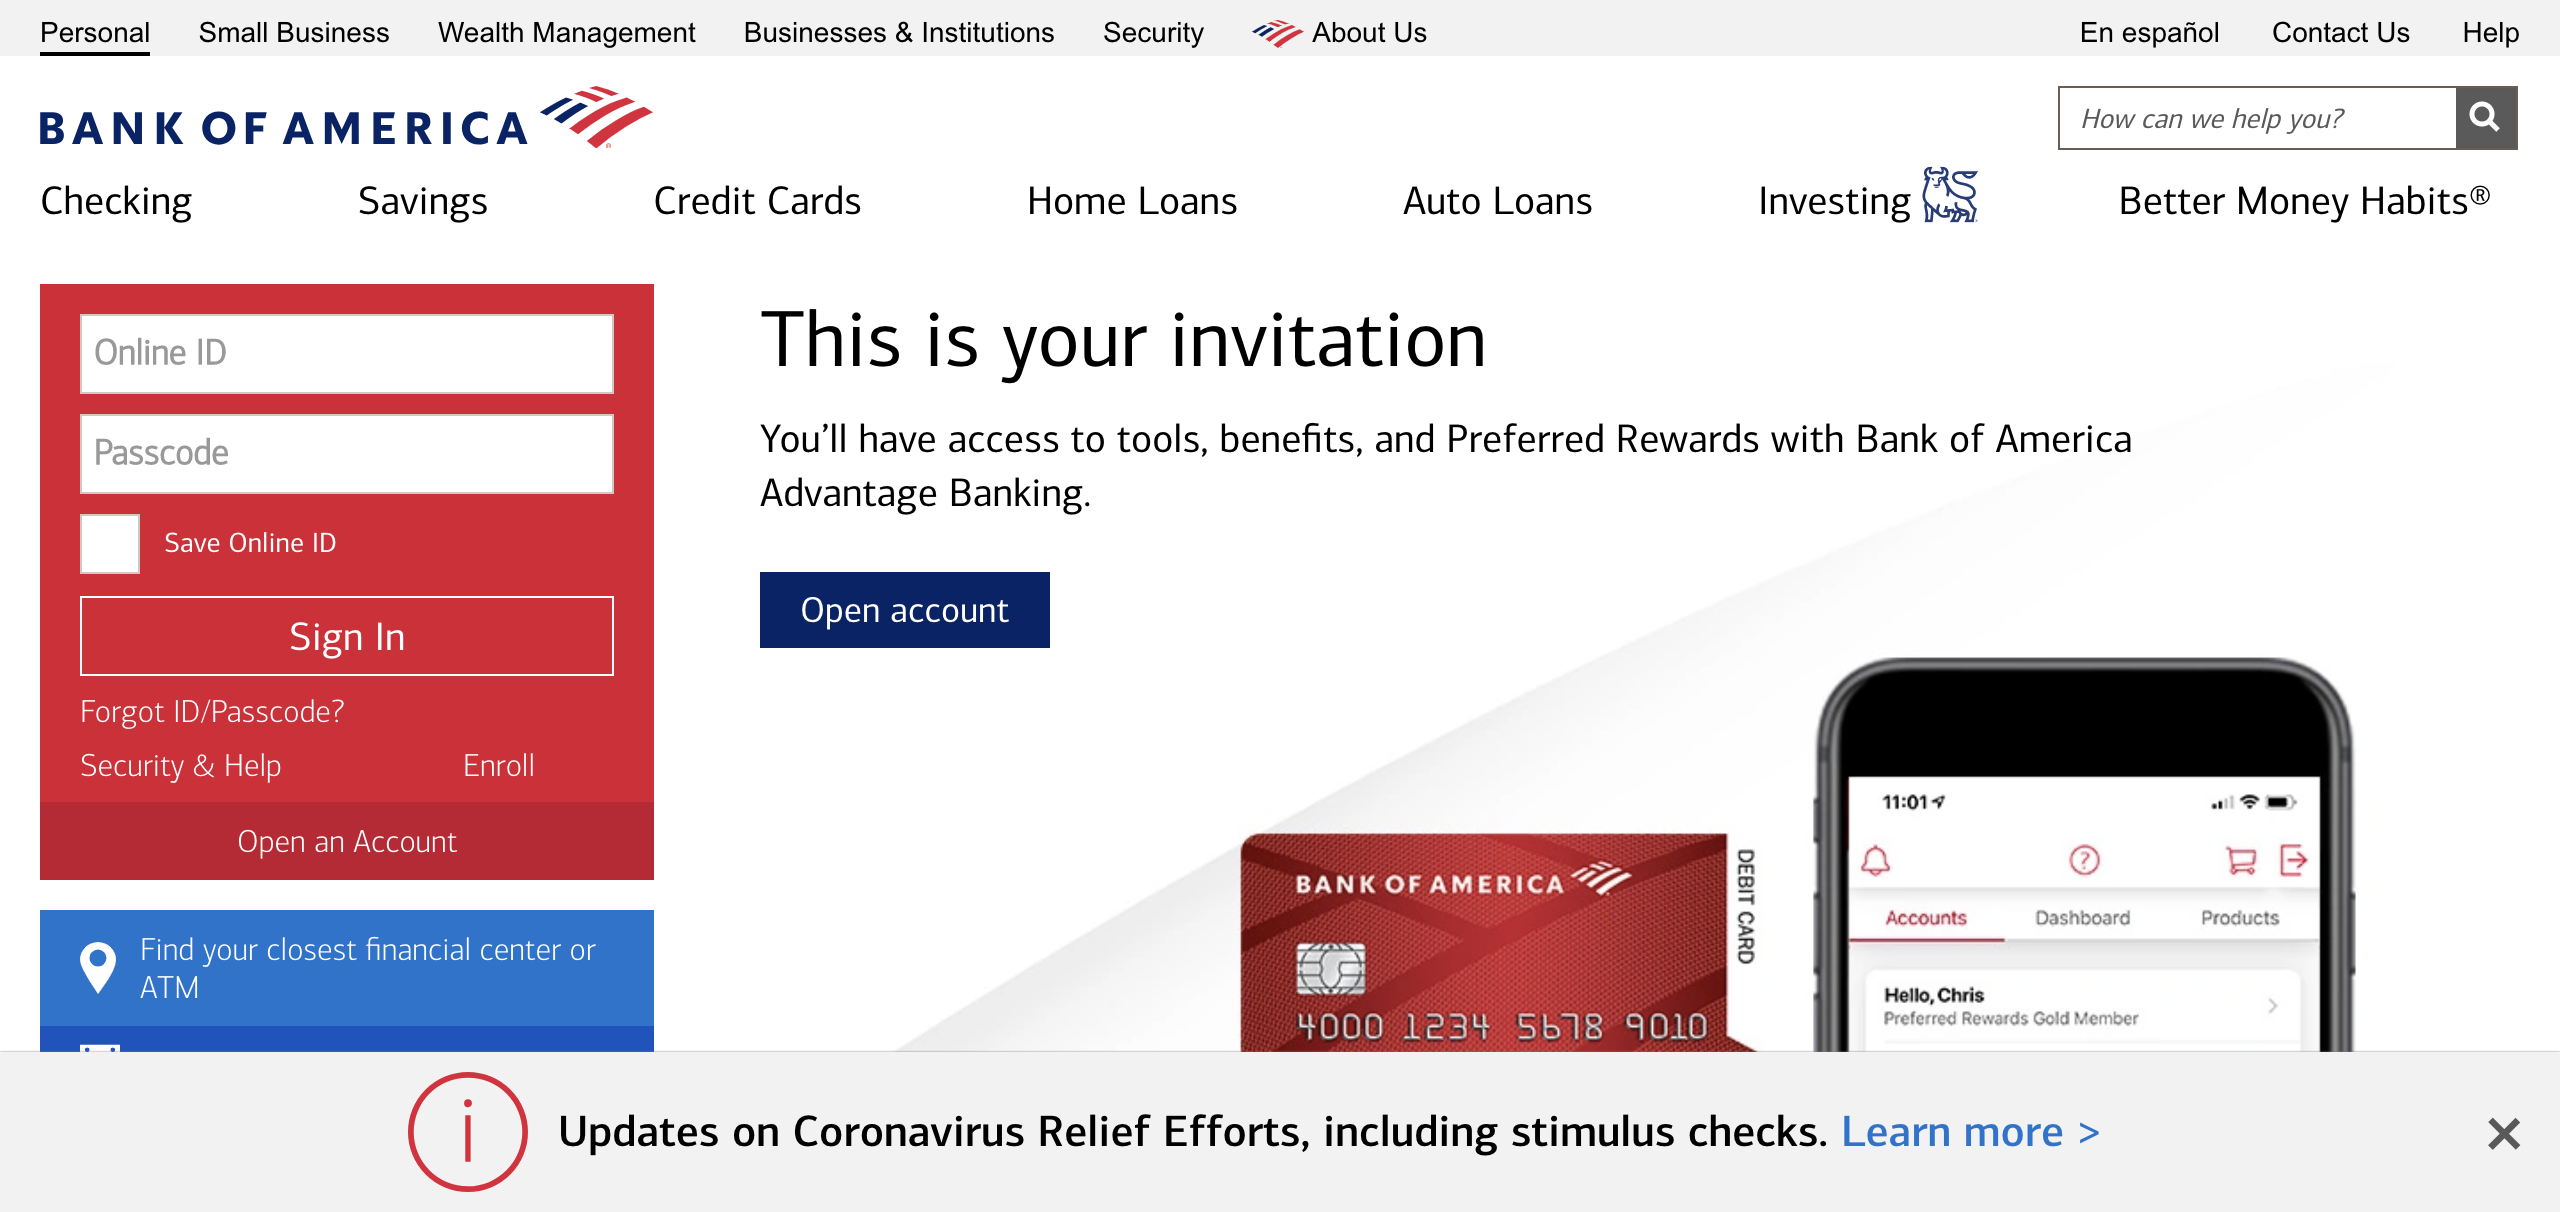 Personal Small Business Wealth Management Businesses & Institutions Security About Us En español Contact Us Help
BANK OF AMERICA
How can we help you?
Checking Savings Credit Cards Home Loans Auto Loans Investing Better Money Habits®
Online ID
Passcode
Save Online ID
Sign In
Forgot ID/Passcode?
Security & Help Enroll
Open an Account
Find your closest financial center or
ATM
This is your invitation
You’ll have access to tools, benefits, and Preferred Rewards with Bank of America
Advantage Banking.
Open account
BANK OF AMERICA
DEBIT CARD
4000 1234 5678 9010
11:01
Accounts Dashboard Products
Hello, Chris
Preferred Rewards Gold Member
Updates on Coronavirus Relief Efforts, including stimulus checks. Learn more >